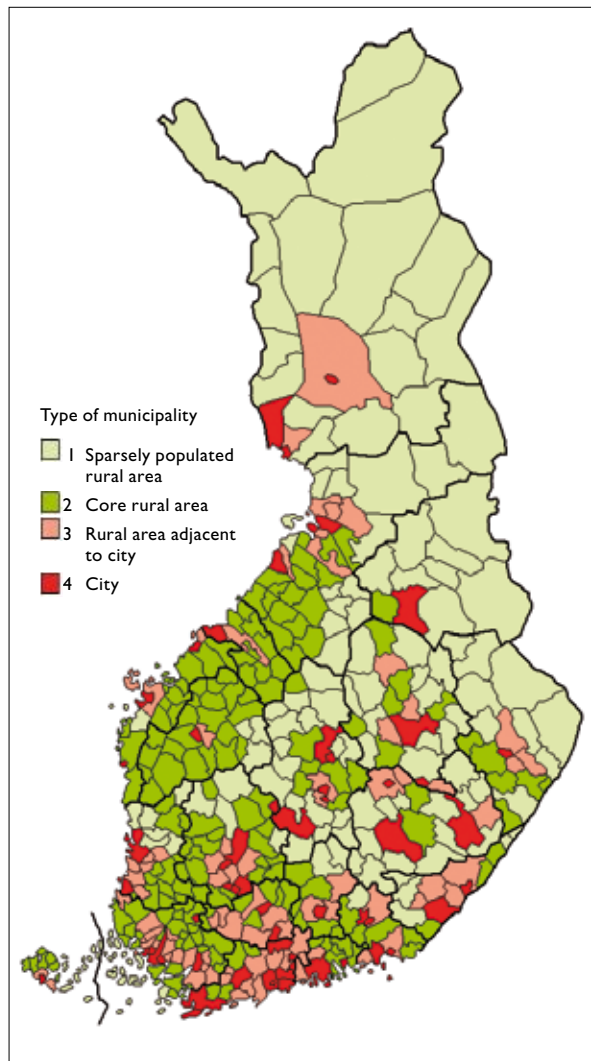 Type of municipality
1 Sparsely populated
rural area
2 Core rural area
3 Rural area adjacent
to city
4 City